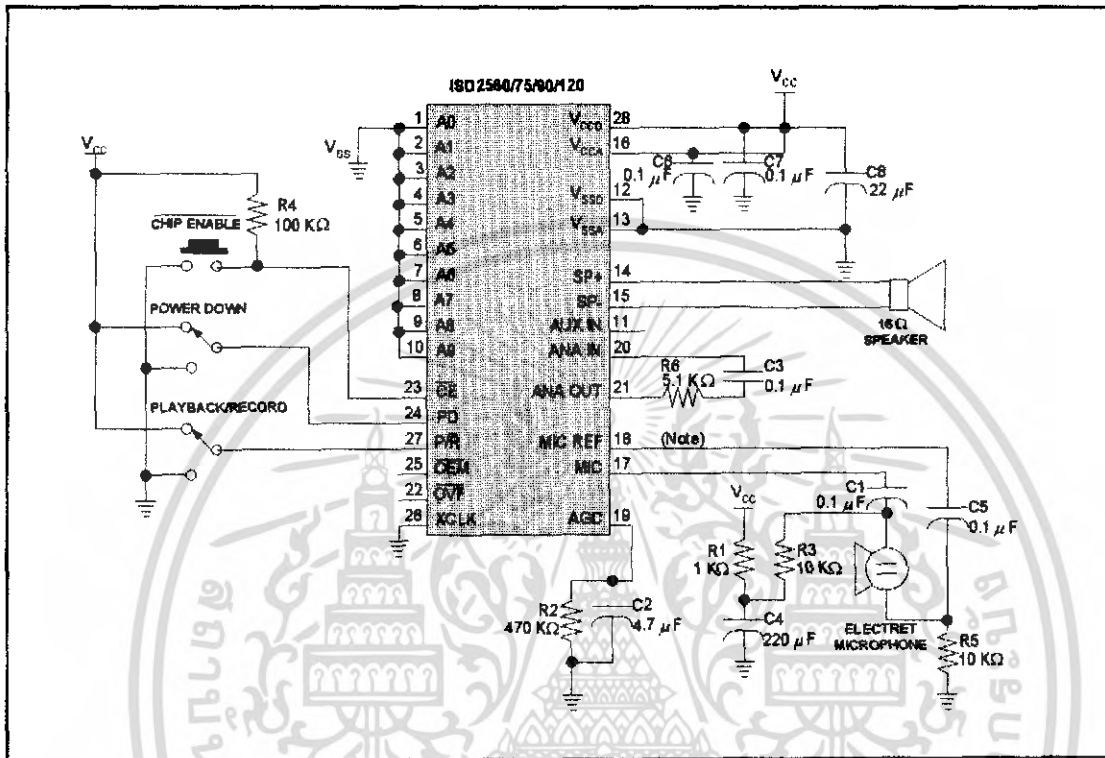 ISD2560/75/90/120
VCC
VSS
1 A0
2 A1
3 A2
4 A3
5 A4
6 A5
7 A6
8 A7
9 A8
10 A9
23 CE
24 PD
27 P/R
25 OEM
22 OVF
26 XCLK
VCCD 28
VCCA 16
VSSD 12
VSSA 13
SP+ 14
SP- 15
AUX IN 11
ANA IN 20
ANA OUT 21
MIC REF 18
MIC 17
AGC 19
VCC
R4
100 KΩ
CHIP ENABLE
POWER DOWN
PLAYBACK/RECORD
C6
0.1 μF
C7
0.1 μF
C8
22 μF
16 Ω
SPEAKER
R6
5.1 KΩ
C3
0.1 μF
(Note)
C1
0.1 μF
C5
0.1 μF
VCC
R1
1 KΩ
R3
10 KΩ
C4
220 μF
ELECTRET
MICROPHONE
R5
10 KΩ
R2
470 KΩ
C2
4.7 μF